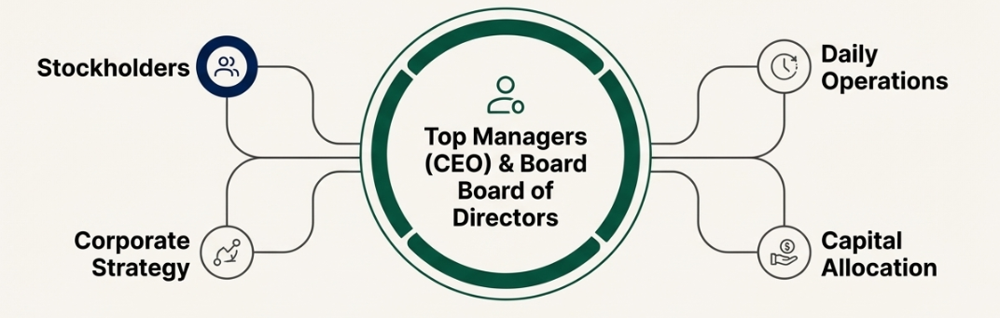 Stockholders
Top Managers
(CEO) & Board
Board of
Directors
Daily
Operations
Corporate
Strategy
$
Capital
Allocation